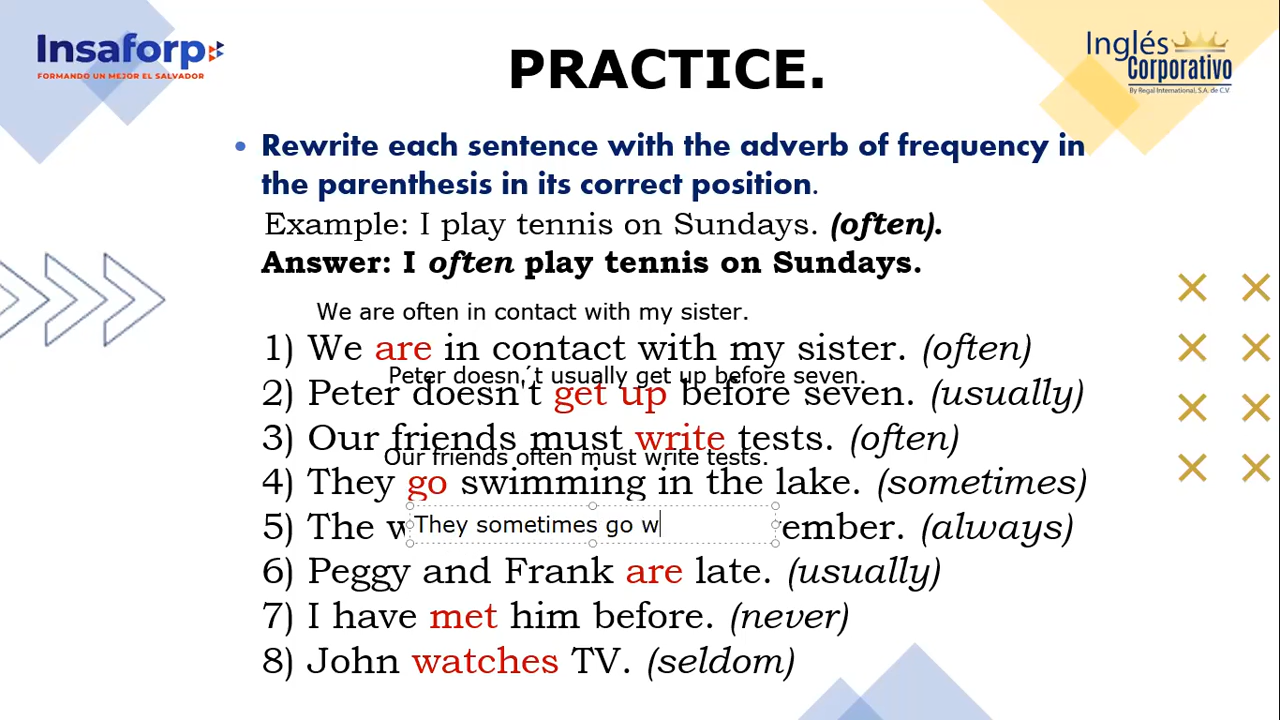 Insaforp
FORMANDO UN MEJOR EL SALVADOR
PRACTICE.
Inglés
Corporativo
By Regal International, S.A. de C.V
• Rewrite each sentence with the adverb of frequency in
the parenthesis in its correct position.
Example: I play tennis on Sundays. (often).
Answer: I often play tennis on Sundays.
We are often in contact with my sister.
1) We are in contact with my sister. (often)
Peter doesn,´t usually get up before seven.
2) Peter doesn't get up before seven. (usually)
3) Our friends must write tests. (often)
Our friends often must write tests.
4) They go swimming in the lake. (sometimes)
They sometimes go w
5) The w ember. (always)
6) Peggy and Frank are late. (usually)
7) I have met him before. (never)
8) John watches TV. (seldom)